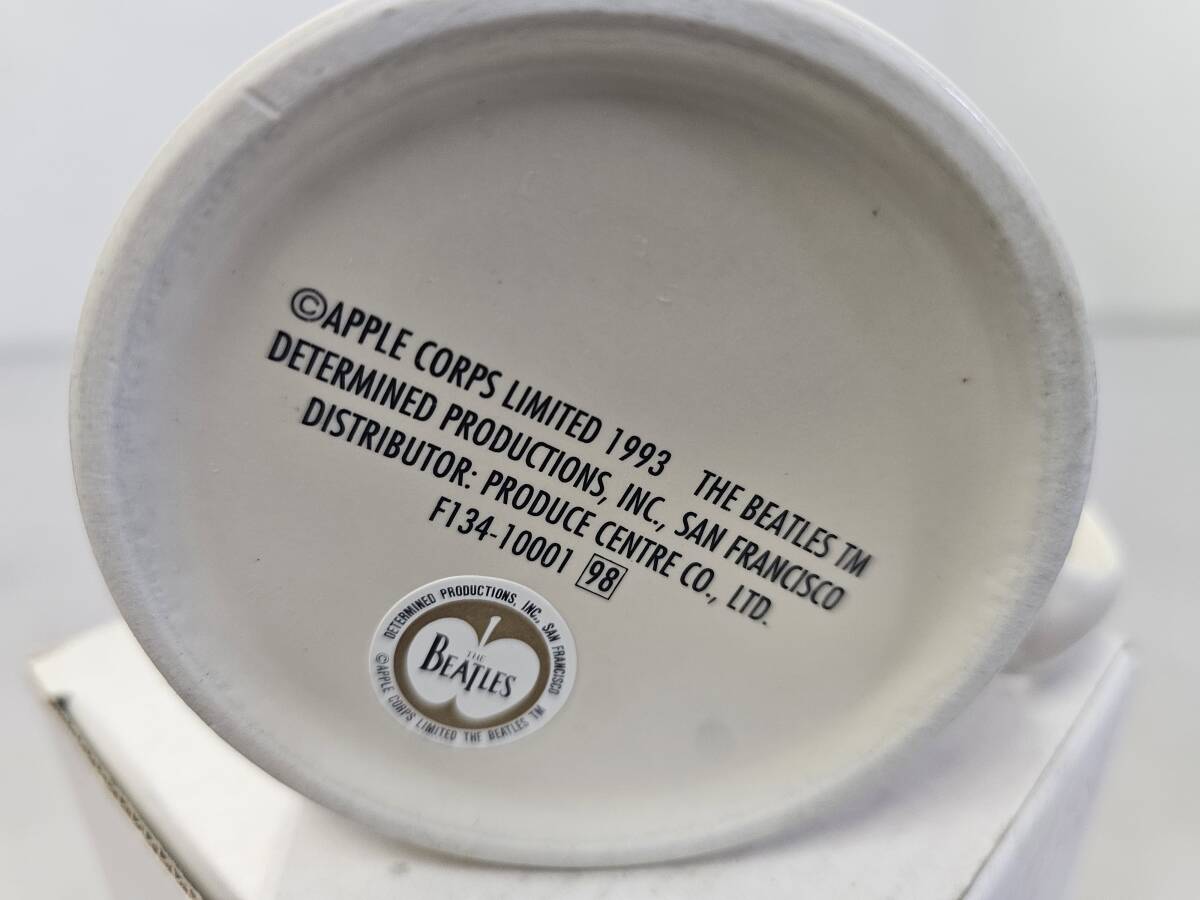 ©APPLE CORPS LIMITED 1993 THE BEATLES TM
DETERMINED PRODUCTIONS, INC., SAN FRANCISCO
DISTRIBUTOR: PRODUCE CENTRE CO., LTD.
F134-10001 98
DETERMINED PRODUCTIONS, INC., SAN FRANCISCO
THE
BEATLES
©APPLE CORPS LIMITED THE BEATLES TM